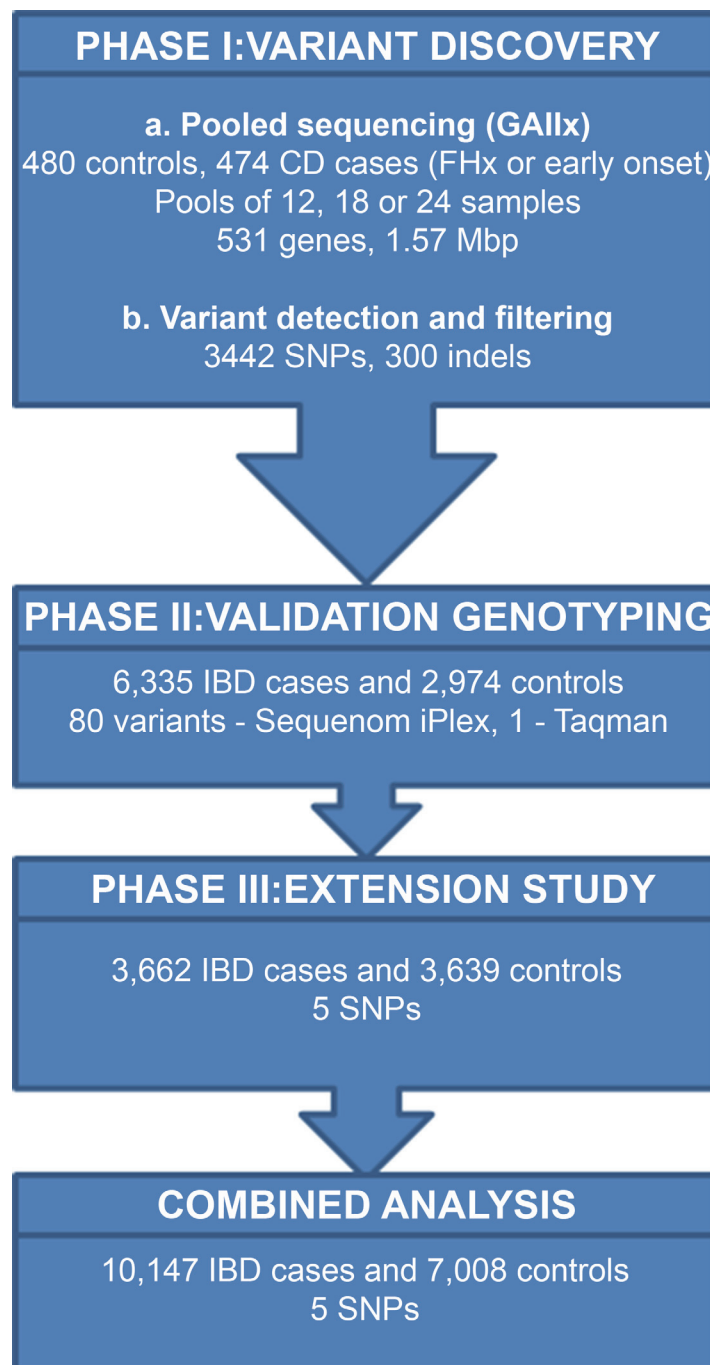 PHASE I:VARIANT DISCOVERY
a. Pooled sequencing (GAIIx)
480 controls, 474 CD cases (FHx or early onset)
Pools of 12, 18 or 24 samples
531 genes, 1.57 Mbp
b. Variant detection and filtering
3442 SNPs, 300 indels
PHASE II:VALIDATION GENOTYPING
6,335 IBD cases and 2,974 controls
80 variants - Sequenom iPlex, 1 - Taqman
PHASE III:EXTENSION STUDY
3,662 IBD cases and 3,639 controls
5 SNPs
COMBINED ANALYSIS
10,147 IBD cases and 7,008 controls
5 SNPs